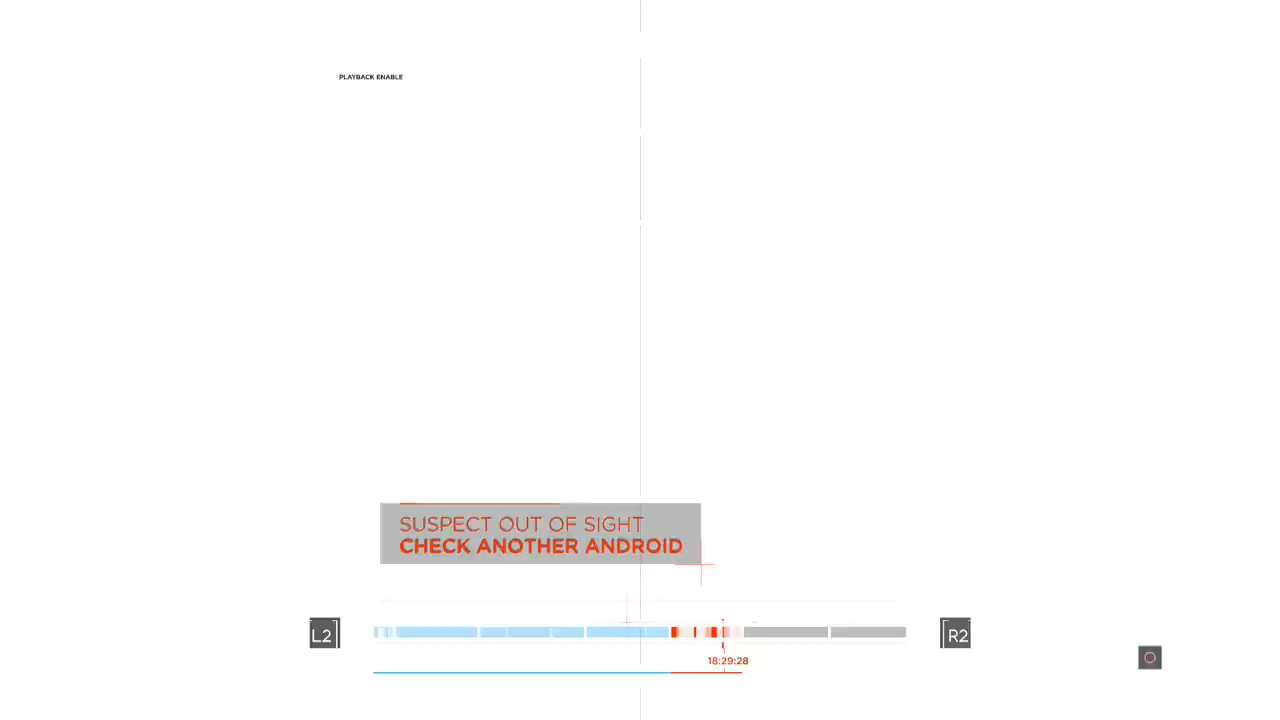 PLAYBACK ENABLE
SUSPECT OUT OF SIGHT
CHECK ANOTHER ANDROID
L2
R2
18:29:28